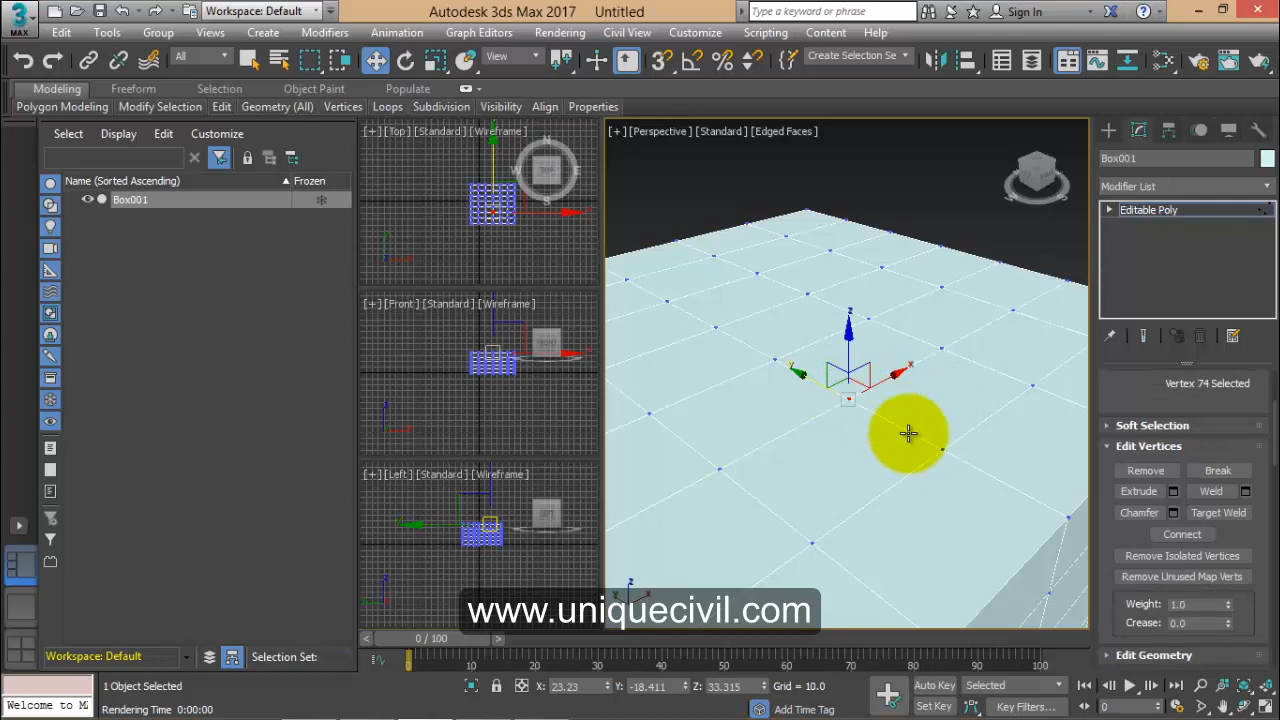 3 MAX
Workspace: Default
Autodesk 3ds Max 2017 Untitled
Type a keyword or phrase
Sign In
Edit Tools Group Views Create Modifiers Animation Graph Editors Rendering Civil View Customize Scripting Content Help
All
View
Create Selection Se
Modeling Freeform Selection Object Paint Populate
Polygon Modeling Modify Selection Edit Geometry (All) Vertices Loops Subdivision Visibility Align Properties
Select Display Edit Customize
Name (Sorted Ascending) Frozen
Box001
[+] [Top] [Standard] [Wireframe]
[+] [Front] [Standard] [Wireframe]
[+] [Left] [Standard] [Wireframe]
[+] [Perspective] [Standard] [Edged Faces]
Box001
Modifier List
Editable Poly
Vertex 74 Selected
Soft Selection
Edit Vertices
Remove Break
Extrude Weld
Chamfer Target Weld
Connect
Remove Isolated Vertices
Remove Unused Map Verts
Weight: 1.0
Crease: 0.0
Edit Geometry
www.uniquecivil.com
0 / 100
Workspace: Default
Selection Set:
0 10 20 30 40 50 60 70 80 90 100
1 Object Selected
X: 23.23 Y: -18.411 Z: 33.315 Grid = 10.0
Auto Key Selected
Welcome to M
Rendering Time 0:00:00
Add Time Tag
Set Key Key Filters...
0